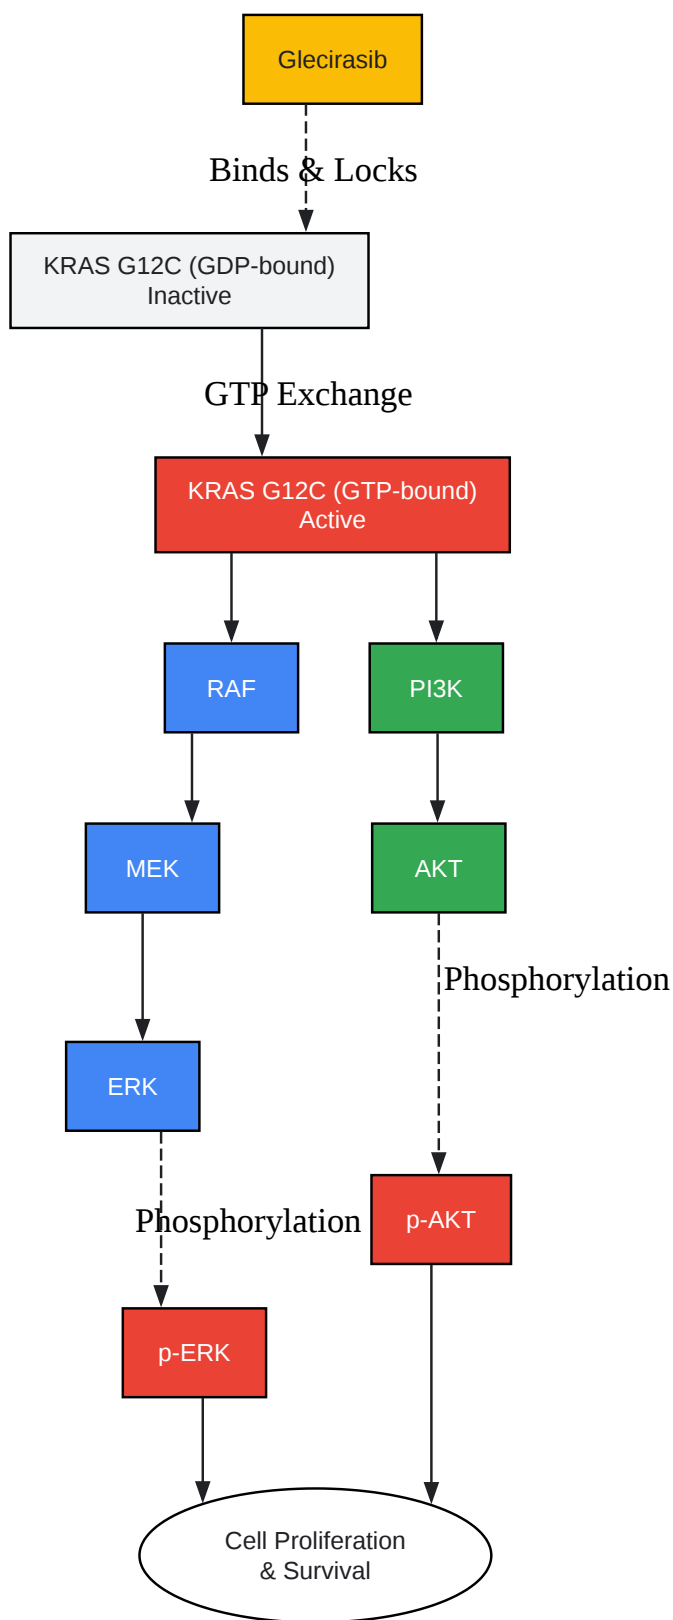 Glecirasib
Binds & Locks
KRAS G12C (GDP-bound)
Inactive
GTP Exchange
KRAS G12C (GTP-bound)
Active
RAF
PI3K
MEK
AKT
Phosphorylation
ERK
Phosphorylation
p-AKT
p-ERK
Cell Proliferation
& Survival